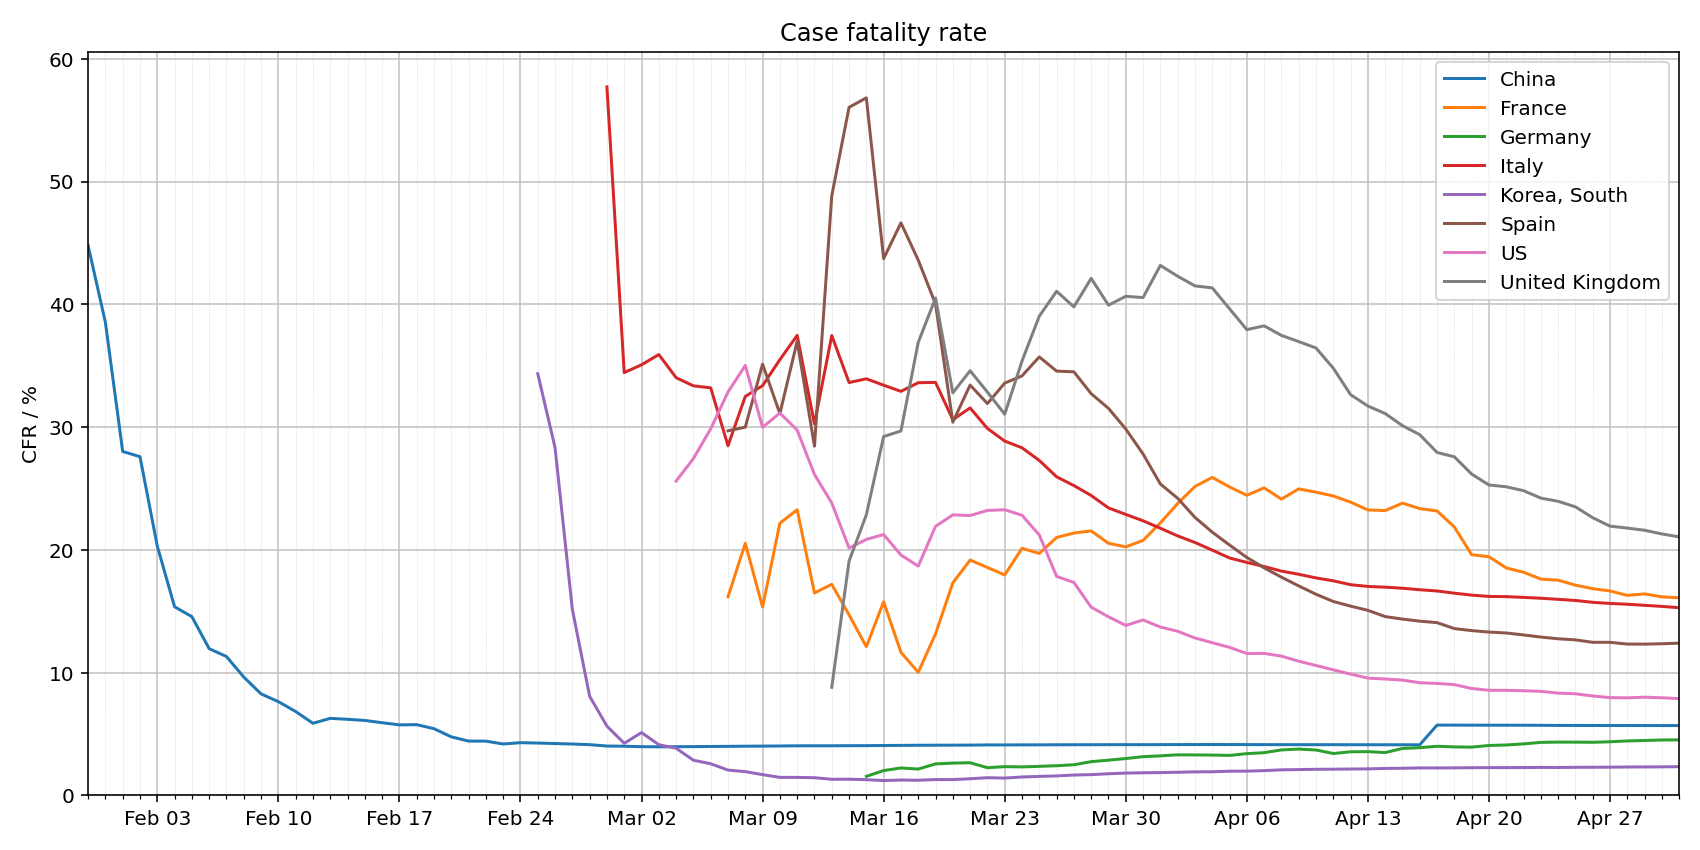 Case fatality rate
60
50
40
30
20
10
0
CFR / %
China
France
Germany
Italy
Korea, South
Spain
US
United Kingdom
Feb 03 Feb 10 Feb 17 Feb 24 Mar 02 Mar 09 Mar 16 Mar 23 Mar 30 Apr 06 Apr 13 Apr 20 Apr 27